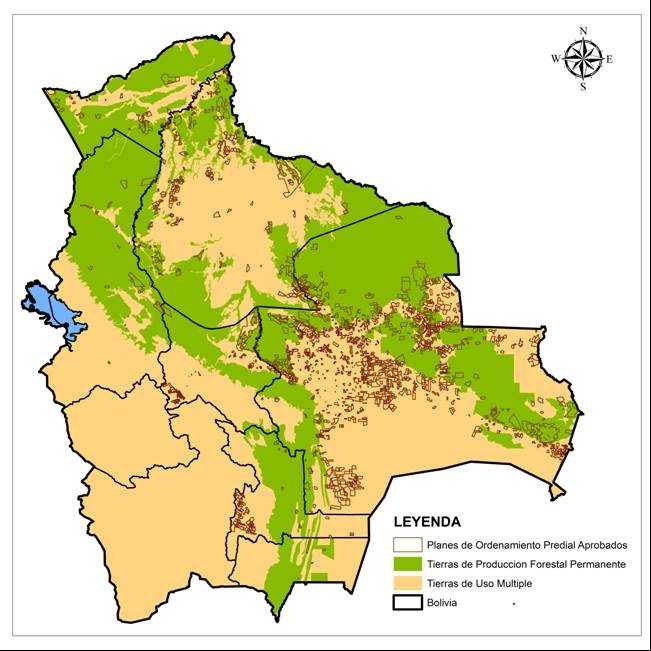 N
W E
S
LEYENDA
Planes de Ordenamiento Predial Aprobados
Tierras de Produccion Forestal Permanente
Tierras de Uso Multiple
Bolivia